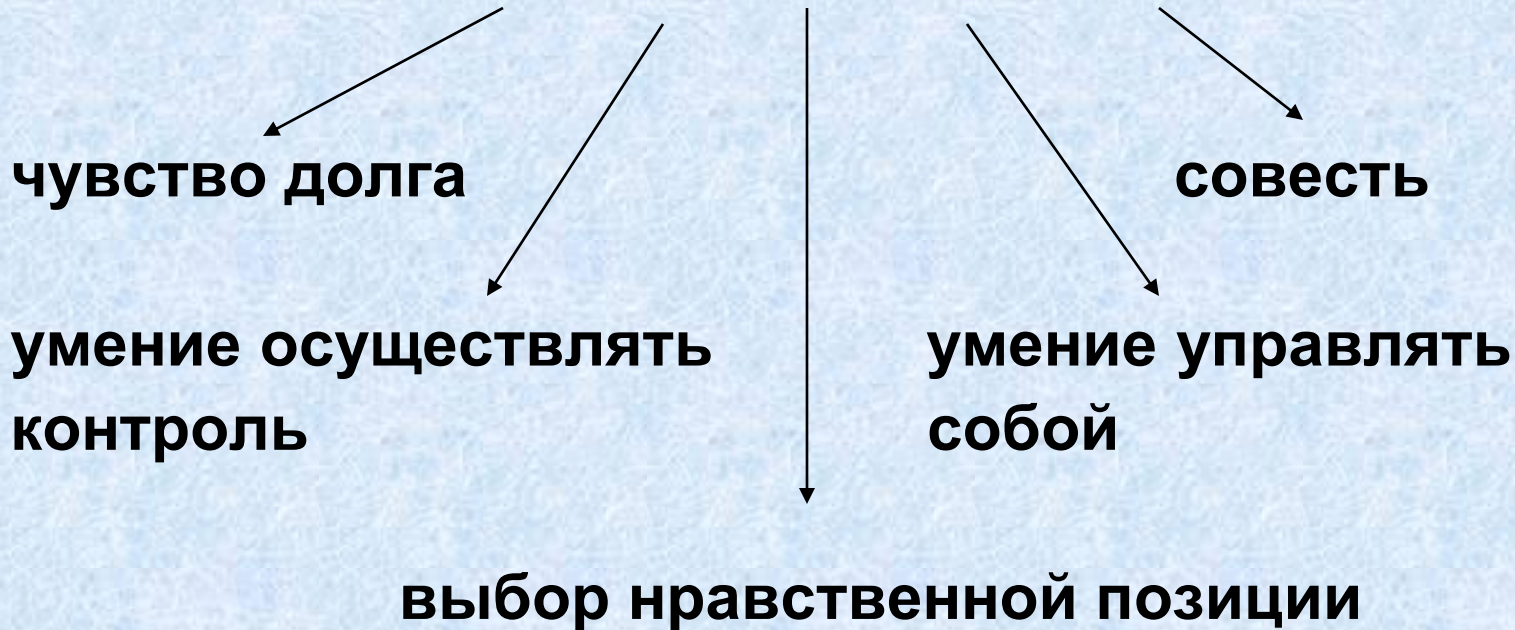 чувство долга
совесть
умение осуществлять
контроль
умение управлять
собой
выбор нравственной позиции